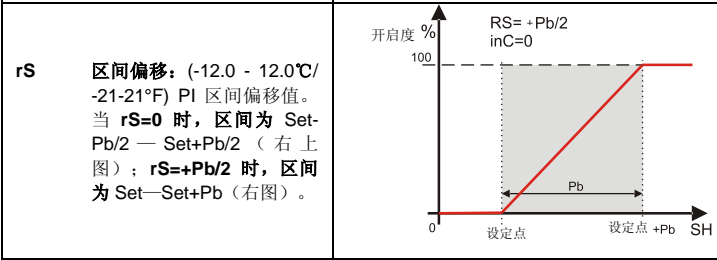 rS
区间偏移：(-12.0 - 12.0℃/
-21-21°F) PI 区间偏移值。
当 rS=0 时，区间为 Set-
Pb/2 — Set+Pb/2 （右上
图）；rS=+Pb/2 时，区间
为 Set—Set+Pb（右图）。
开启度 %
RS= +Pb/2
inC=0
100
Pb
0
设定点
设定点 +Pb
SH